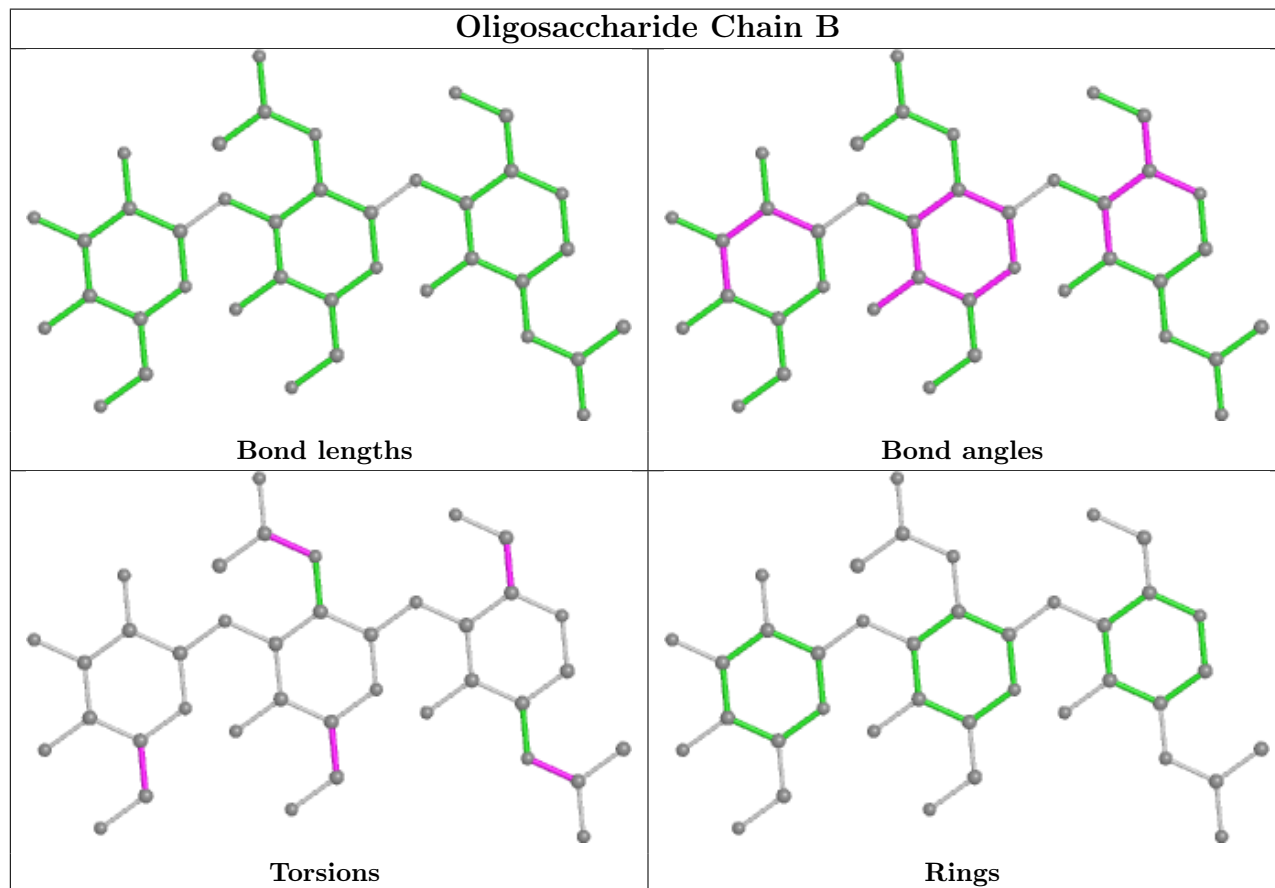 Oligosaccharide Chain B
Bond lengths
Bond angles
Torsions
Rings